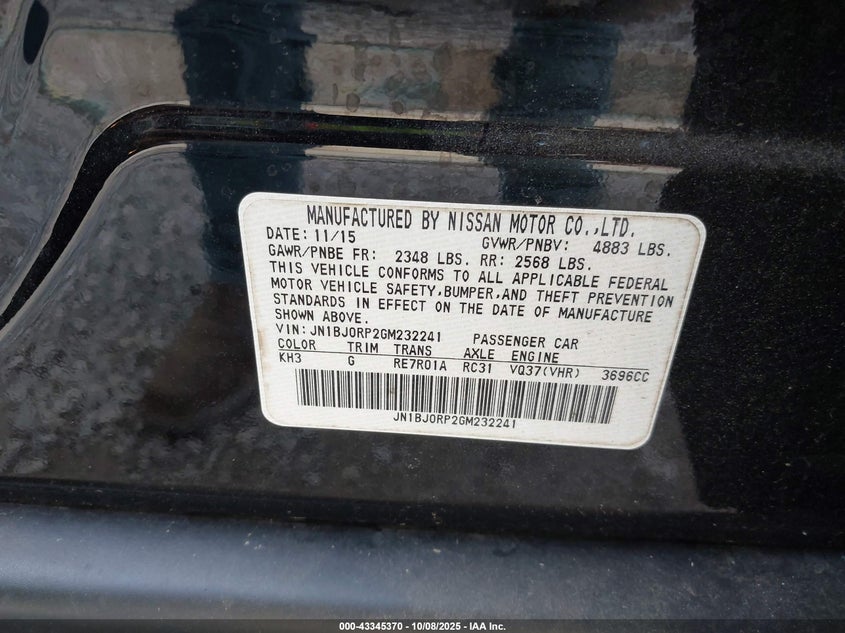 MANUFACTURED BY NISSAN MOTOR CO.,LTD.
DATE: 11/15 GVWR/PNBV: 4883 LBS.
GAWR/PNBE FR: 2348 LBS. RR: 2568 LBS.
THIS VEHICLE CONFORMS TO ALL APPLICABLE FEDERAL
MOTOR VEHICLE SAFETY,BUMPER,AND THEFT PREVENTION
STANDARDS IN EFFECT ON THE DATE OF MANUFACTURE
SHOWN ABOVE.
VIN:JN1BJ0RP2GM232241 PASSENGER CAR
COLOR TRIM TRANS AXLE ENGINE
KH3 G RE7R01A RC31 VQ37(VHR) 3696CC
JN1BJ0RP2GM232241
000-43345370 - 10/08/2025 - IAA Inc.